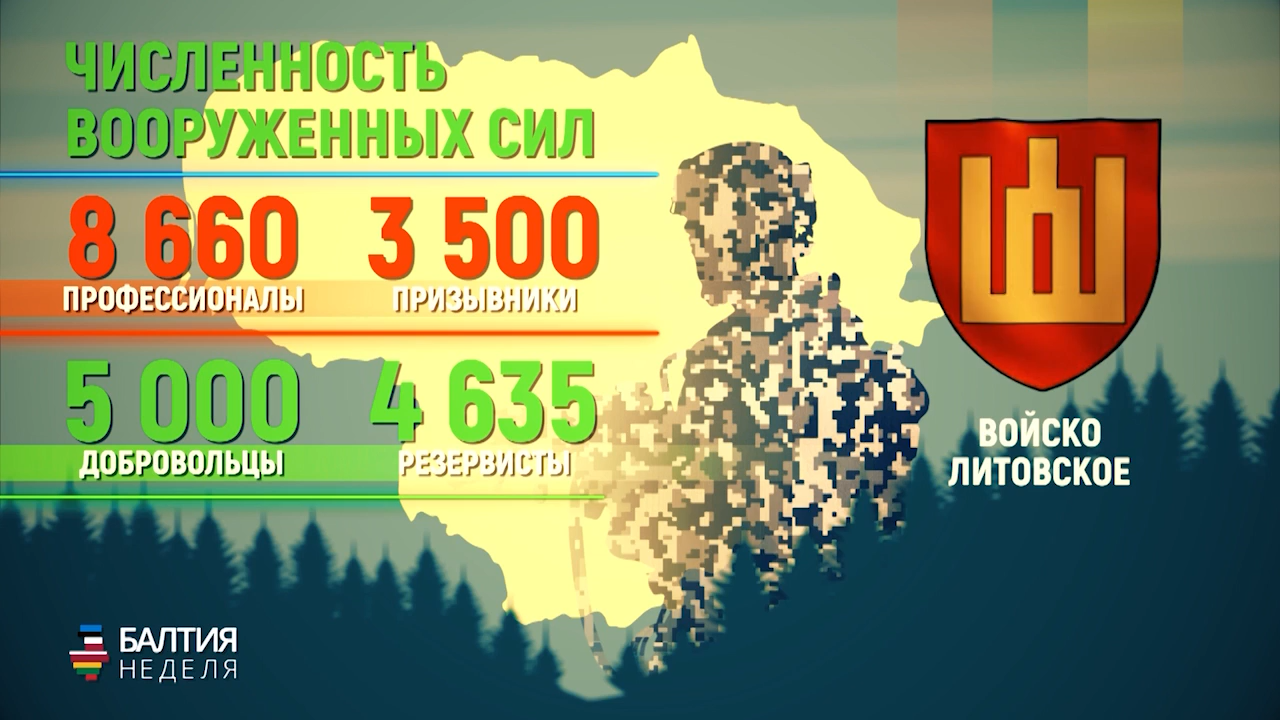 ЧИСЛЕННОСТЬ
ВООРУЖЕННЫХ СИЛ
8 660 3 500
ПРОФЕССИОНАЛЫ ПРИЗЫВНИКИ
5 000 4 635
ДОБРОВОЛЬЦЫ РЕЗЕРВИСТЫ
ВОЙСКО
ЛИТОВСКОЕ
БАЛТИЯ
НЕДЕЛЯ